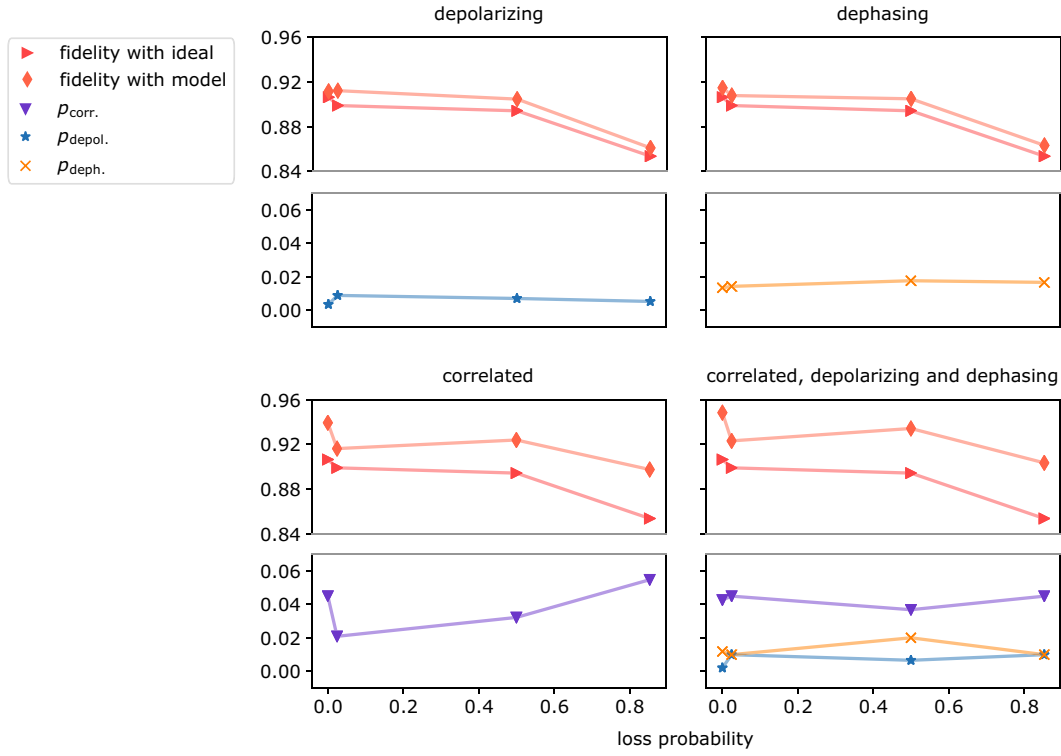 depolarizing
dephasing
fidelity with ideal
fidelity with model
p_corr.
p_depol.
p_deph.
0.96
0.92
0.88
0.84
0.06
0.04
0.02
0.00
correlated
correlated, depolarizing and dephasing
0.96
0.92
0.88
0.84
0.06
0.04
0.02
0.00
0.0 0.2 0.4 0.6 0.8
0.0 0.2 0.4 0.6 0.8
loss probability